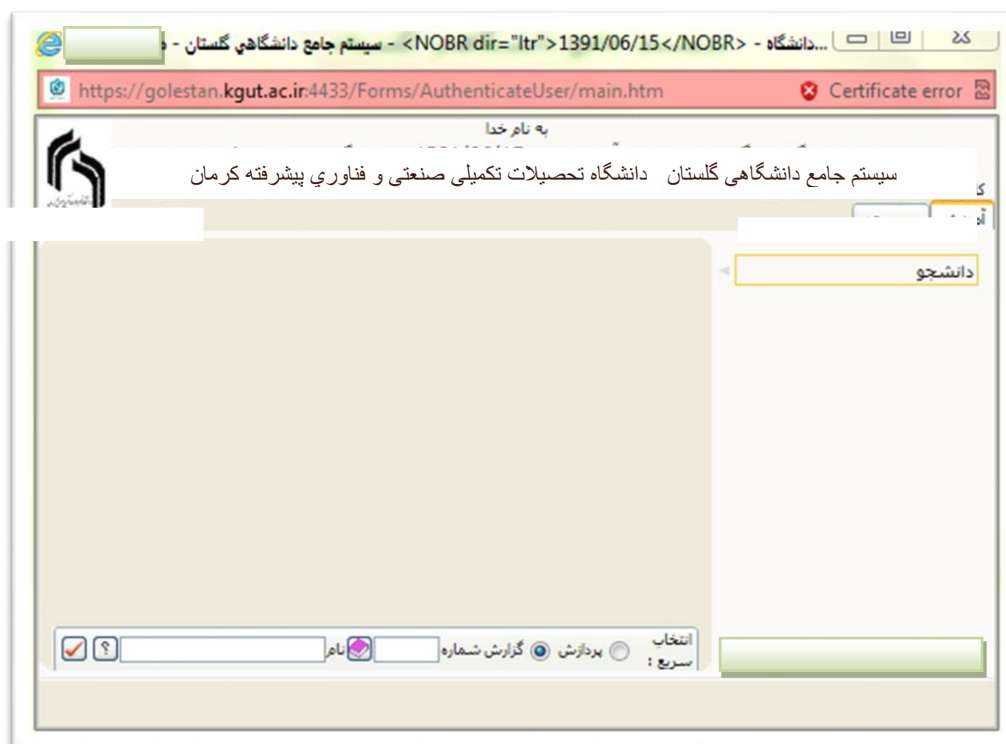 دانشگاه... - <NOBR dir="ltr">1391/06/15</NOBR> - سیستم جامع دانشگاهي گلستان -
https://golestan.kgut.ac.ir:4433/Forms/AuthenticateUser/main.htm Certificate error
به نام خدا
سیستم جامع دانشگاهی گلستان دانشگاه تحصیلات تکمیلی صنعتی و فناوري پیشرفته کرمان
دانشجو
انتخاب سریع : پردازش گزارش شماره نام ؟